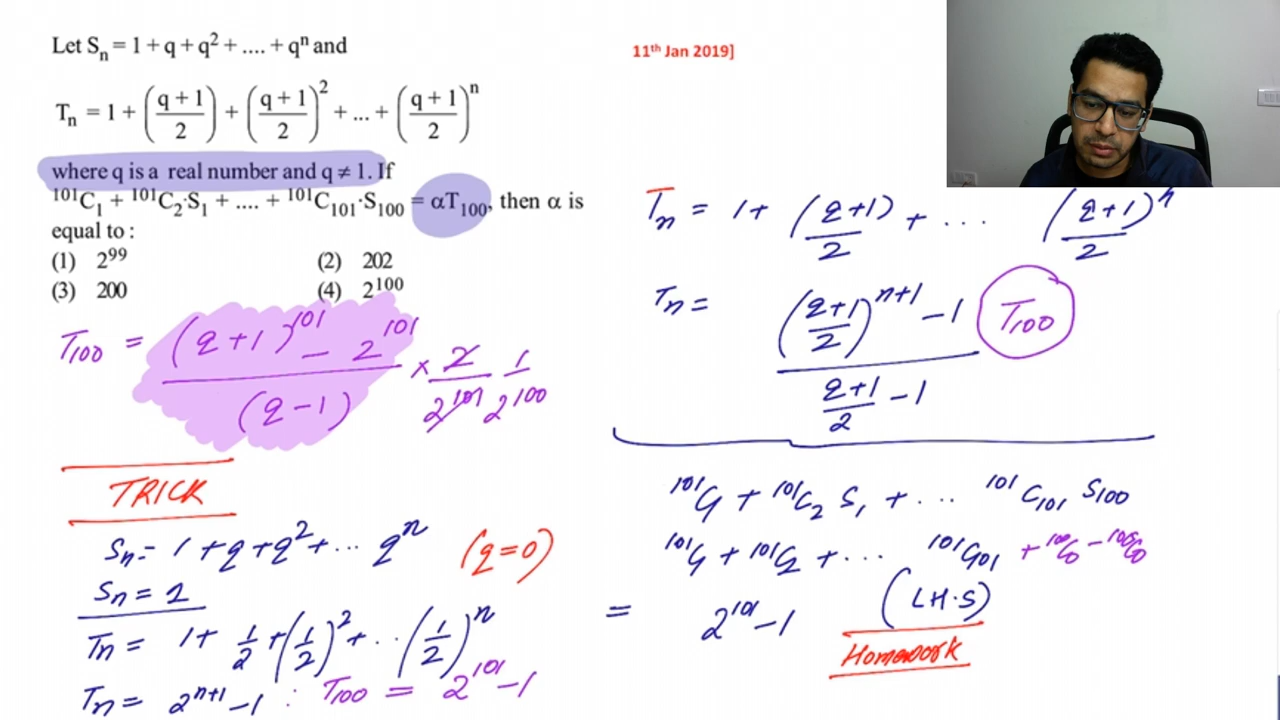 Let Sₙ = 1 + q + q² + .... + qⁿ and
11th Jan 2019]
Tₙ = 1 + ((q + 1)/2) + ((q + 1)/2)² + ... + ((q + 1)/2)ⁿ
where q is a real number and q ≠ 1. If
¹⁰¹C₁ + ¹⁰¹C₂·S₁ + .... + ¹⁰¹C₁₀₁·S₁₀₀ = αT₁₀₀, then α is
equal to :
(1) 2⁹⁹ (2) 202
(3) 200 (4) 2¹⁰⁰
T₁₀₀ = ((q+1)¹⁰¹ - 2¹⁰¹)/(q-1) × 2/2¹⁰¹ 1/2¹⁰⁰
TRICK
Sₙ = 1 + q + q² + ... qⁿ (q=0)
Sₙ = 1
Tₙ = 1 + 1/2 + (1/2)² + .. (1/2)ⁿ
Tₙ = 2ⁿ⁺¹ - 1 : T₁₀₀ = 2¹⁰¹ - 1
Tₙ = 1 + (q+1)/2 + ... ((q+1)/2)ⁿ
Tₙ = (((q+1)/2)ⁿ⁺¹ - 1)/((q+1)/2 - 1) T₁₀₀
¹⁰¹C₁ + ¹⁰¹C₂ S₁ + ... ¹⁰¹C₁₀₁ S₁₀₀
¹⁰¹C₁ + ¹⁰¹C₂ + ... ¹⁰¹C₁₀₁
= 2¹⁰¹ - 1 (LH.S)
Homework